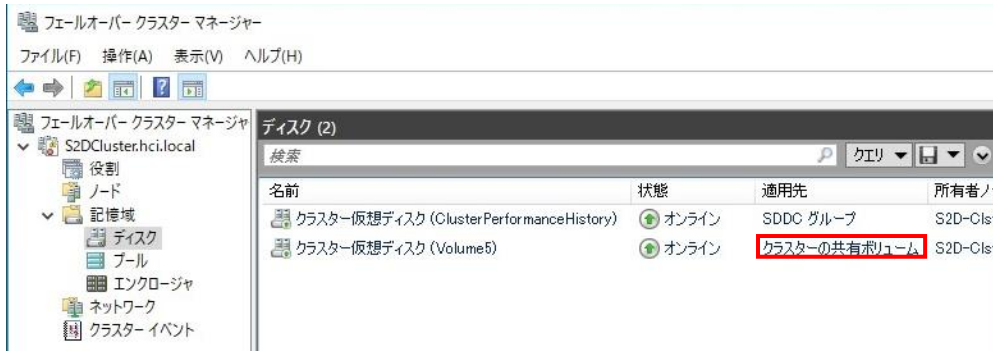 フェールオーバー クラスター マネージャー
ファイル(F) 操作(A) 表示(V) ヘルプ(H)
フェールオーバー クラスター マネージャ
S2DCluster.hci.local
役割
ノード
記憶域
ディスク
プール
エンクロージャ
ネットワーク
クラスター イベント
ディスク (2)
検索 クエリ
名前 状態 適用先 所有者ノ
クラスター仮想ディスク (ClusterPerformanceHistory) オンライン SDDC グループ S2D-Cls
クラスター仮想ディスク (Volume5) オンライン クラスターの共有ボリューム S2D-Cls